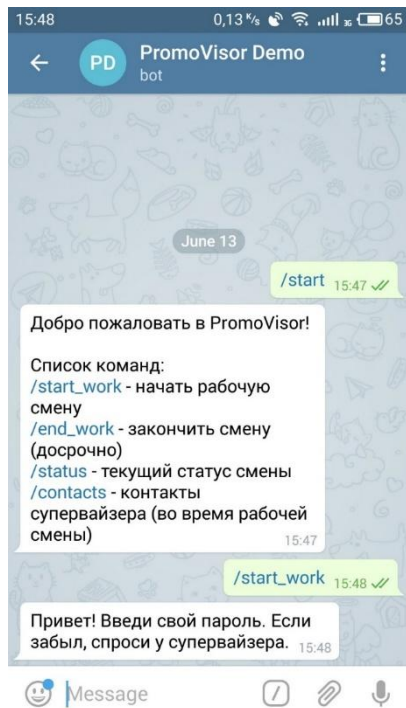 15:48 0,13 K/s 3G 65
PD PromoVisor Demo
bot
June 13
/start 15:47
Добро пожаловать в PromoVisor!
Список команд:
/start_work - начать рабочую
смену
/end_work - закончить смену
(досрочно)
/status - текущий статус смены
/contacts - контакты
супервайзера (во время рабочей
смены) 15:47
/start_work 15:48
Привет! Введи свой пароль. Если
забыл, спроси у супервайзера. 15:48
Message